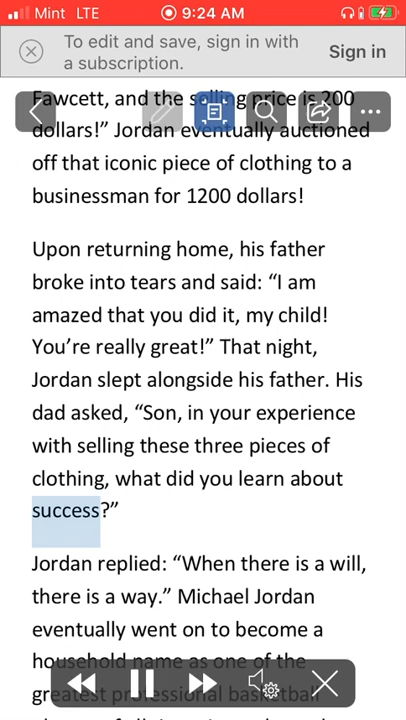 Mint LTE 9:24 AM
To edit and save, sign in with
a subscription.
Sign in
Fawcett, and the selling price is 200
dollars!” Jordan eventually auctioned
off that iconic piece of clothing to a
businessman for 1200 dollars!
Upon returning home, his father
broke into tears and said: “I am
amazed that you did it, my child!
You’re really great!” That night,
Jordan slept alongside his father. His
dad asked, “Son, in your experience
with selling these three pieces of
clothing, what did you learn about
success?”
Jordan replied: “When there is a will,
there is a way.” Michael Jordan
eventually went on to become a
household name as one of the
greatest professional basketball